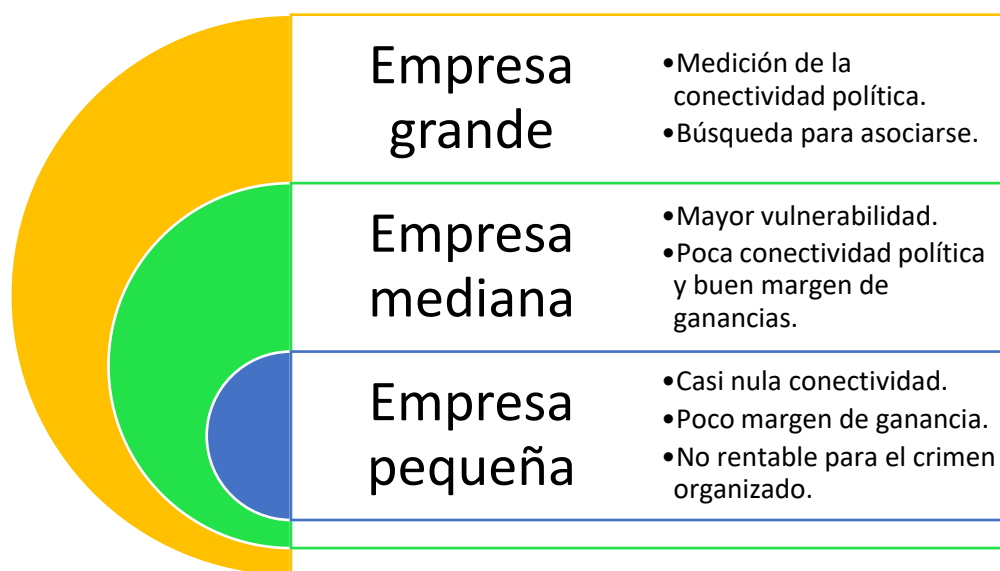 Empresa
grande
•Medición de la
conectividad política.
•Búsqueda para asociarse.
Empresa
mediana
•Mayor vulnerabilidad.
•Poca conectividad política
y buen margen de
ganancias.
Empresa
pequeña
•Casi nula conectividad.
•Poco margen de ganancia.
•No rentable para el crimen
organizado.